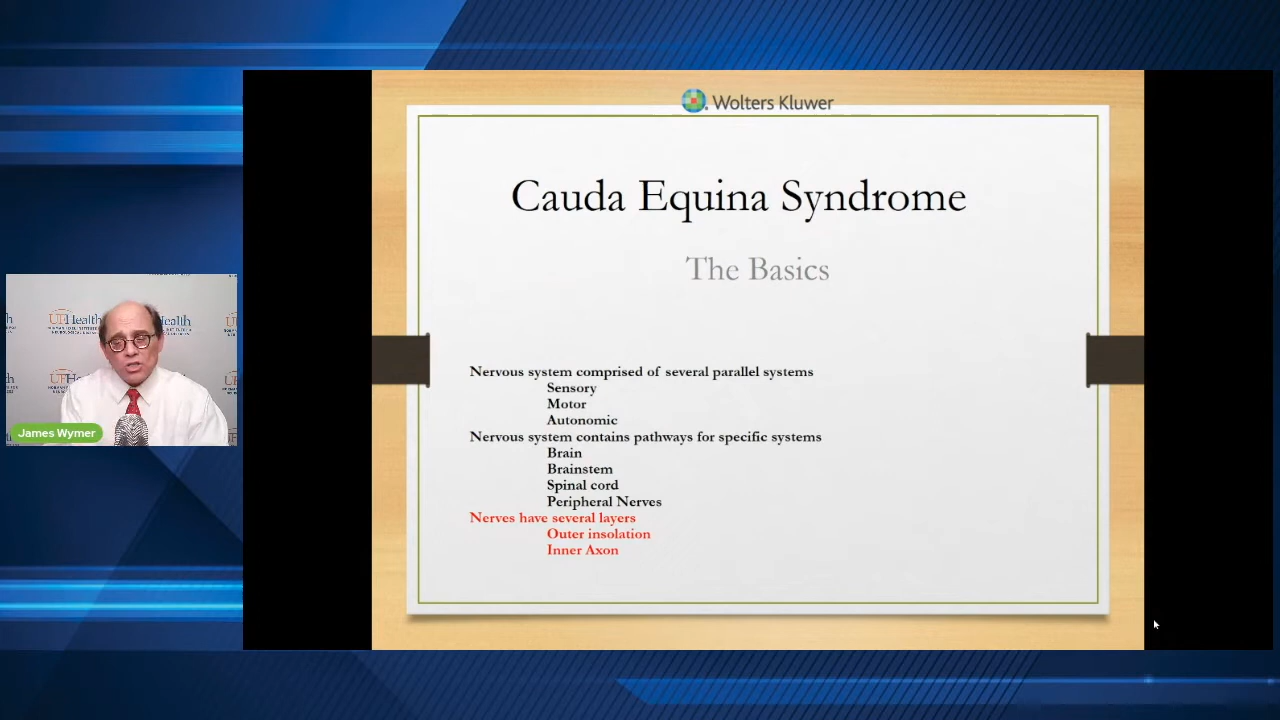 Wolters Kluwer
Cauda Equina Syndrome
The Basics
Nervous system comprised of several parallel systems
Sensory
Motor
Autonomic
Nervous system contains pathways for specific systems
Brain
Brainstem
Spinal cord
Peripheral Nerves
Nerves have several layers
Outer insolation
Inner Axon
UFHealth
Health
James Wymer